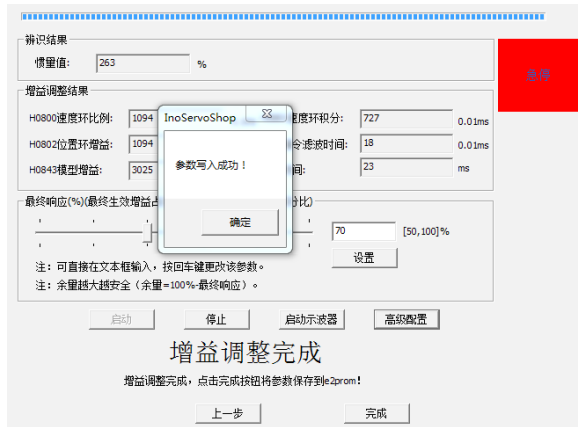 辨识结果
惯量值: 263 %
急停
增益调整结果
H0800速度环比例: 1094 速度环积分: 727 0.01ms
H0802位置环增益: 1094 令滤波时间: 18 0.01ms
H0843模型增益: 3025 间: 23 ms
InoServoShop
参数写入成功！
确定
最终响应(%)(最终生效增益占 分比)
70 [50,100]%
设置
注：可直接在文本框输入，按回车键更改该参数。
注：余量越大越安全（余量=100%-最终响应）。
启动 停止 启动示波器 高级配置
增益调整完成
增益调整完成，点击完成按钮将参数保存到e2prom！
上一步 完成